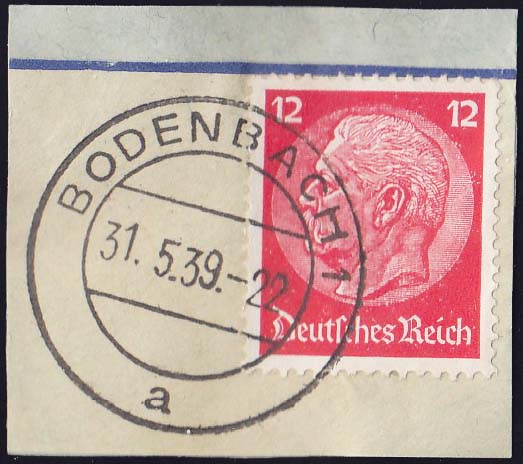 12 12
BODENBACH 1
31. 5.39.-22
Deutsches Reich
a